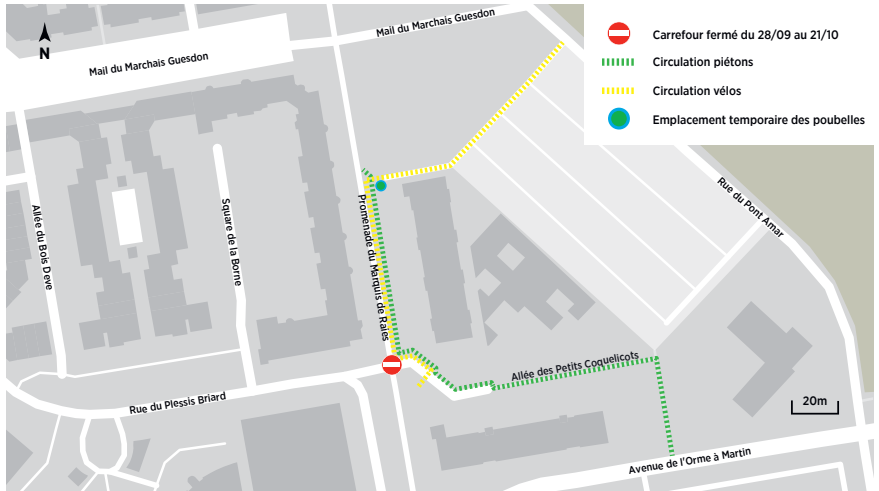 Mail du Marchais Guesdon
Carrefour fermé du 28/09 au 21/10
N
Mail du Marchais Guesdon
Circulation piétons
Circulation vélos
Emplacement temporaire des poubelles
Allée du Bois Deve
Square de la Borne
Promenade du Marquis de Raies
Rue du Pont Amar
Allée des Petits Coquelicots
Rue du Plessis Briard
20m
Avenue de l'Orme à Martin